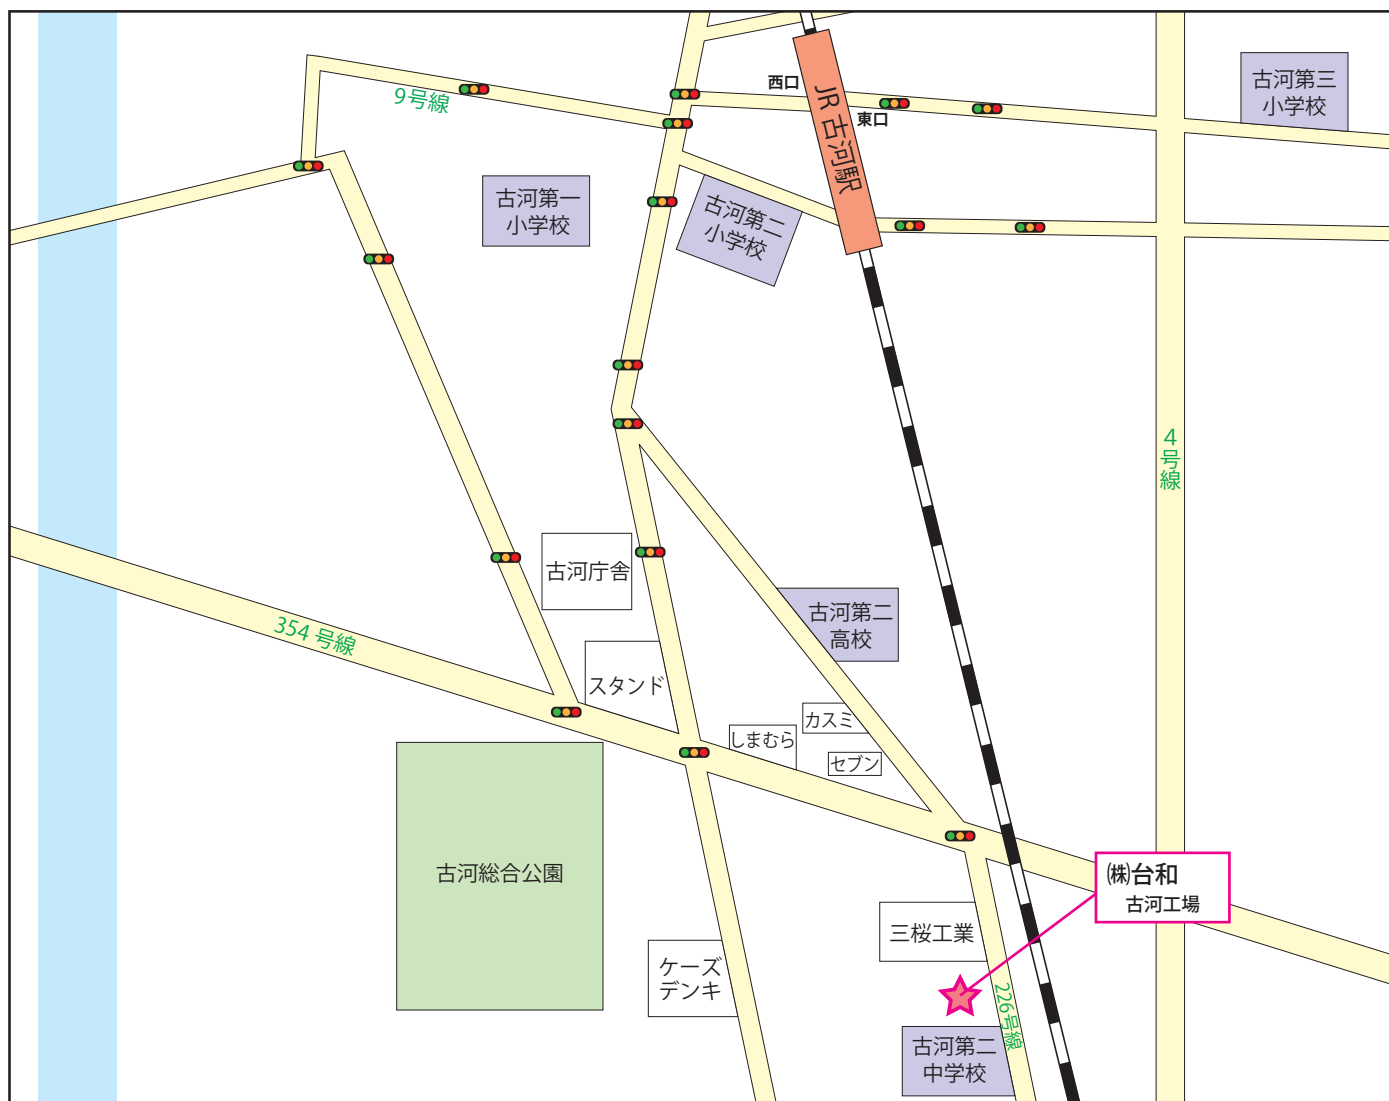 西口
東口
JR 古河駅
古河第三
小学校
9号線
古河第一
小学校
古河第二
小学校
4号線
古河庁舎
古河第二
高校
354 号線
スタンド
カスミ
しまむら
セブン
古河総合公園
㈱台和
古河工場
三桜工業
ケーズ
デンキ
226号線
古河第二
中学校